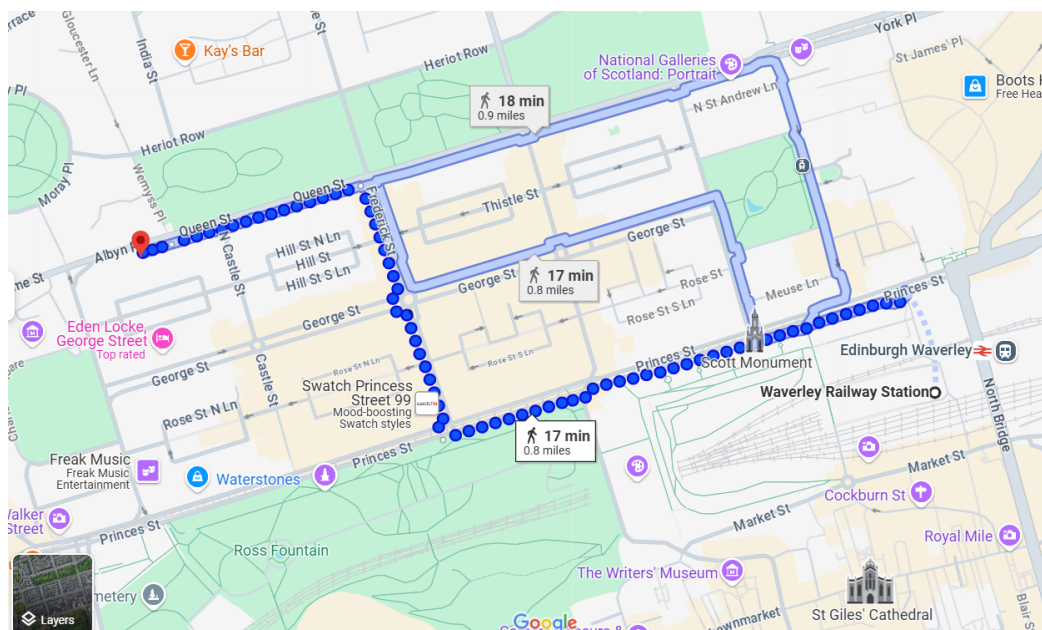 Gloucester Ln
India St
Kay's Bar
Heriot Row
York Pl
National Galleries
of Scotland: Portrait
St James' Pl
Boots
Free Hea
18 min
0.9 miles
N St Andrew Ln
Heriot Row
Moray Pl
Wemyss Pl
Queen St
Queen St
Frederick St
Thistle St
Albyn
N Castle St
Hill St N Ln
Hill St
Hill St S Ln
George St
George St
17 min
0.8 miles
Rose St
Rose St S Ln
Meuse Ln
Princes St
Eden Locke,
George Street
Top rated
George St
George St
Castle St
Rose St N Ln
Rose St S Ln
Princes St
Scott Monument
Edinburgh Waverley
Waverley Railway Station
North Bridge
Swatch Princess
Street 99
Mood-boosting
Swatch styles
swatch
Rose St N Ln
17 min
0.8 miles
Freak Music
Freak Music
Entertainment
Waterstones
Princes St
Princes St
Market St
Cockburn St
Market St
Royal Mile
Walker
Street
Ross Fountain
The Writers' Museum
St Giles' Cathedral
Blair St
Layers
Google